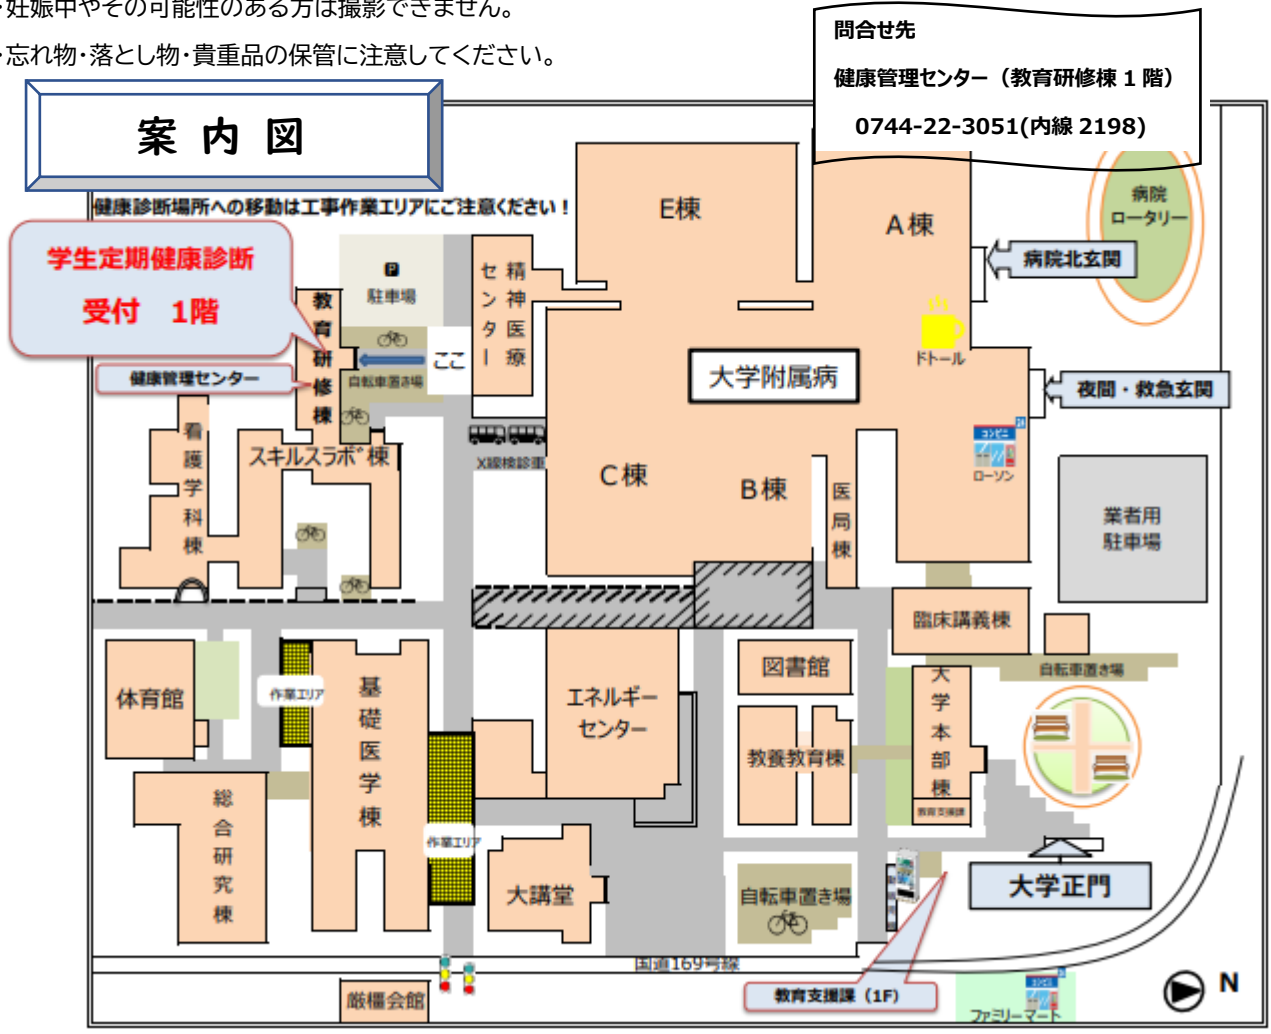 ・妊娠中やその可能性のある方は撮影できません。
・忘れ物・落とし物・貴重品の保管に注意してください。
問合せ先
健康管理センター（教育研修棟１階）
0744-22-3051(内線 2198)
案 内 図
健康診断場所への移動は工事作業エリアにご注意ください！
学生定期健康診断
受付　1階
健康管理センター
教育研修棟
P
駐車場
自転車置き場
ここ
精神医療センター
E棟
A棟
病院
ロータリー
病院北玄関
ドトール
大学附属病
夜間・救急玄関
コンビニ
ローソン
看護学科棟
スキルスラボ棟
X線検診車
C棟
B棟
医局棟
業者用
駐車場
臨床講義棟
自転車置き場
体育館
作業エリア
基礎医学棟
エネルギー
センター
図書館
教養教育棟
大学本部棟
教育支援課
総合研究棟
作業エリア
大講堂
自転車置き場
大学正門
国道169号線
教育支援課（1F）
厳橿会館
ファミリーマート
N